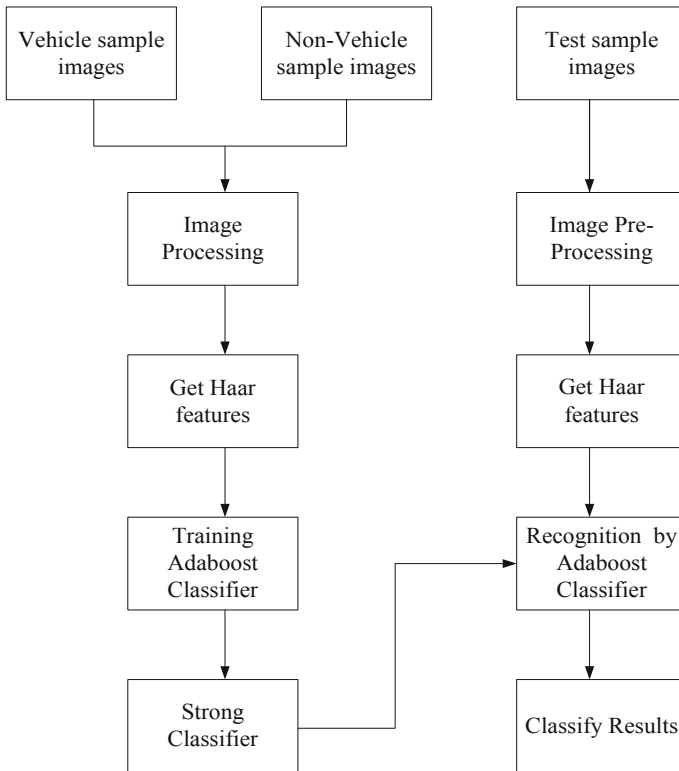 Vehicle sample
images
Non-Vehicle
sample images
Test sample
images
Image
Processing
Image Pre-
Processing
Get Haar
features
Get Haar
features
Training
Adaboost
Classifier
Recognition by
Adaboost
Classifier
Strong
Classifier
Classify Results